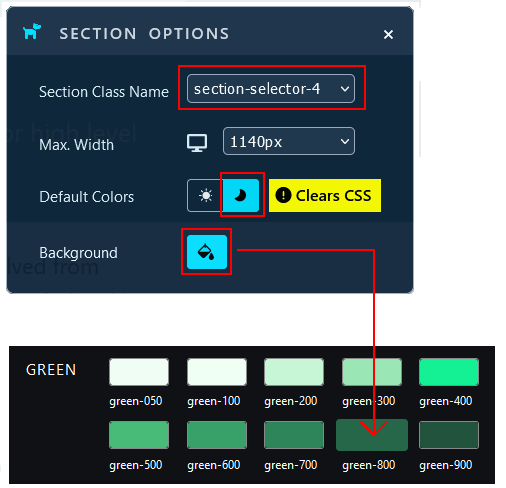 SECTION OPTIONS ×
Section Class Name section-selector-4
or high level
Max. Width 1140px
Default Colors ! Clears CSS
Background
lved from
GREEN
green-050 green-100 green-200 green-300 green-400
green-500 green-600 green-700 green-800 green-900